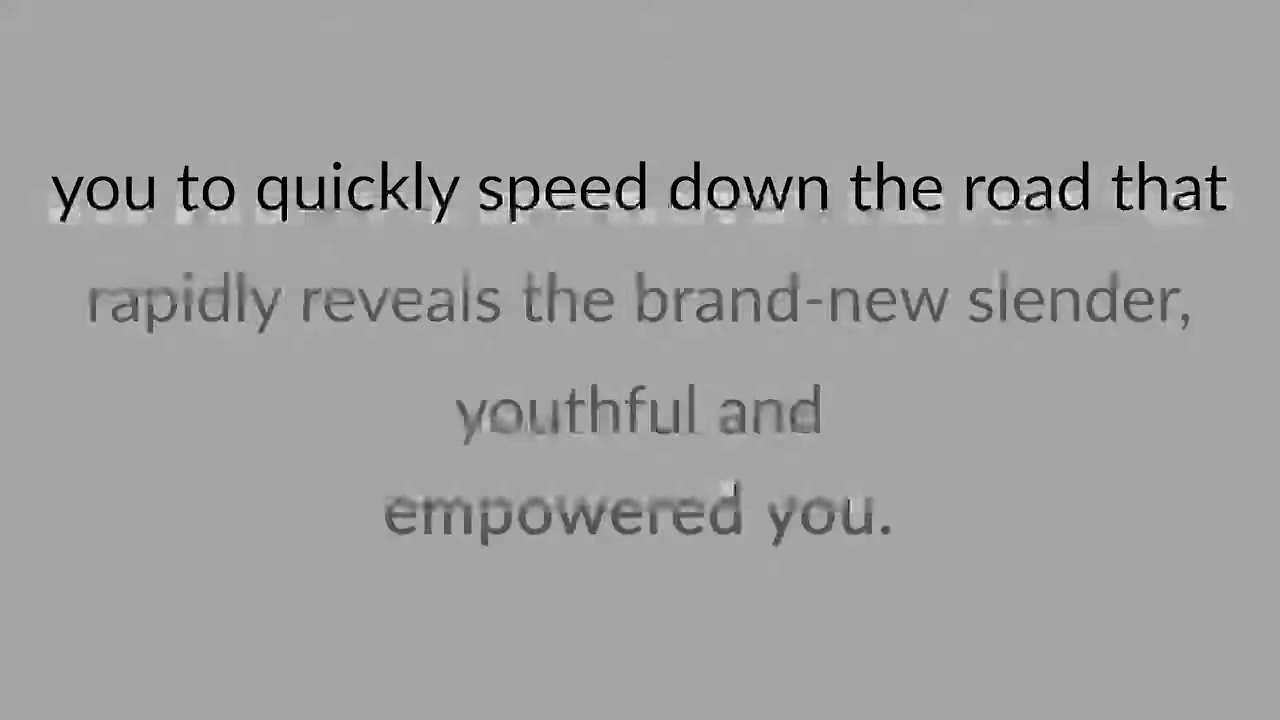 you to quickly speed down the road that
rapidly reveals the brand-new slender,
youthful and
empowered you.